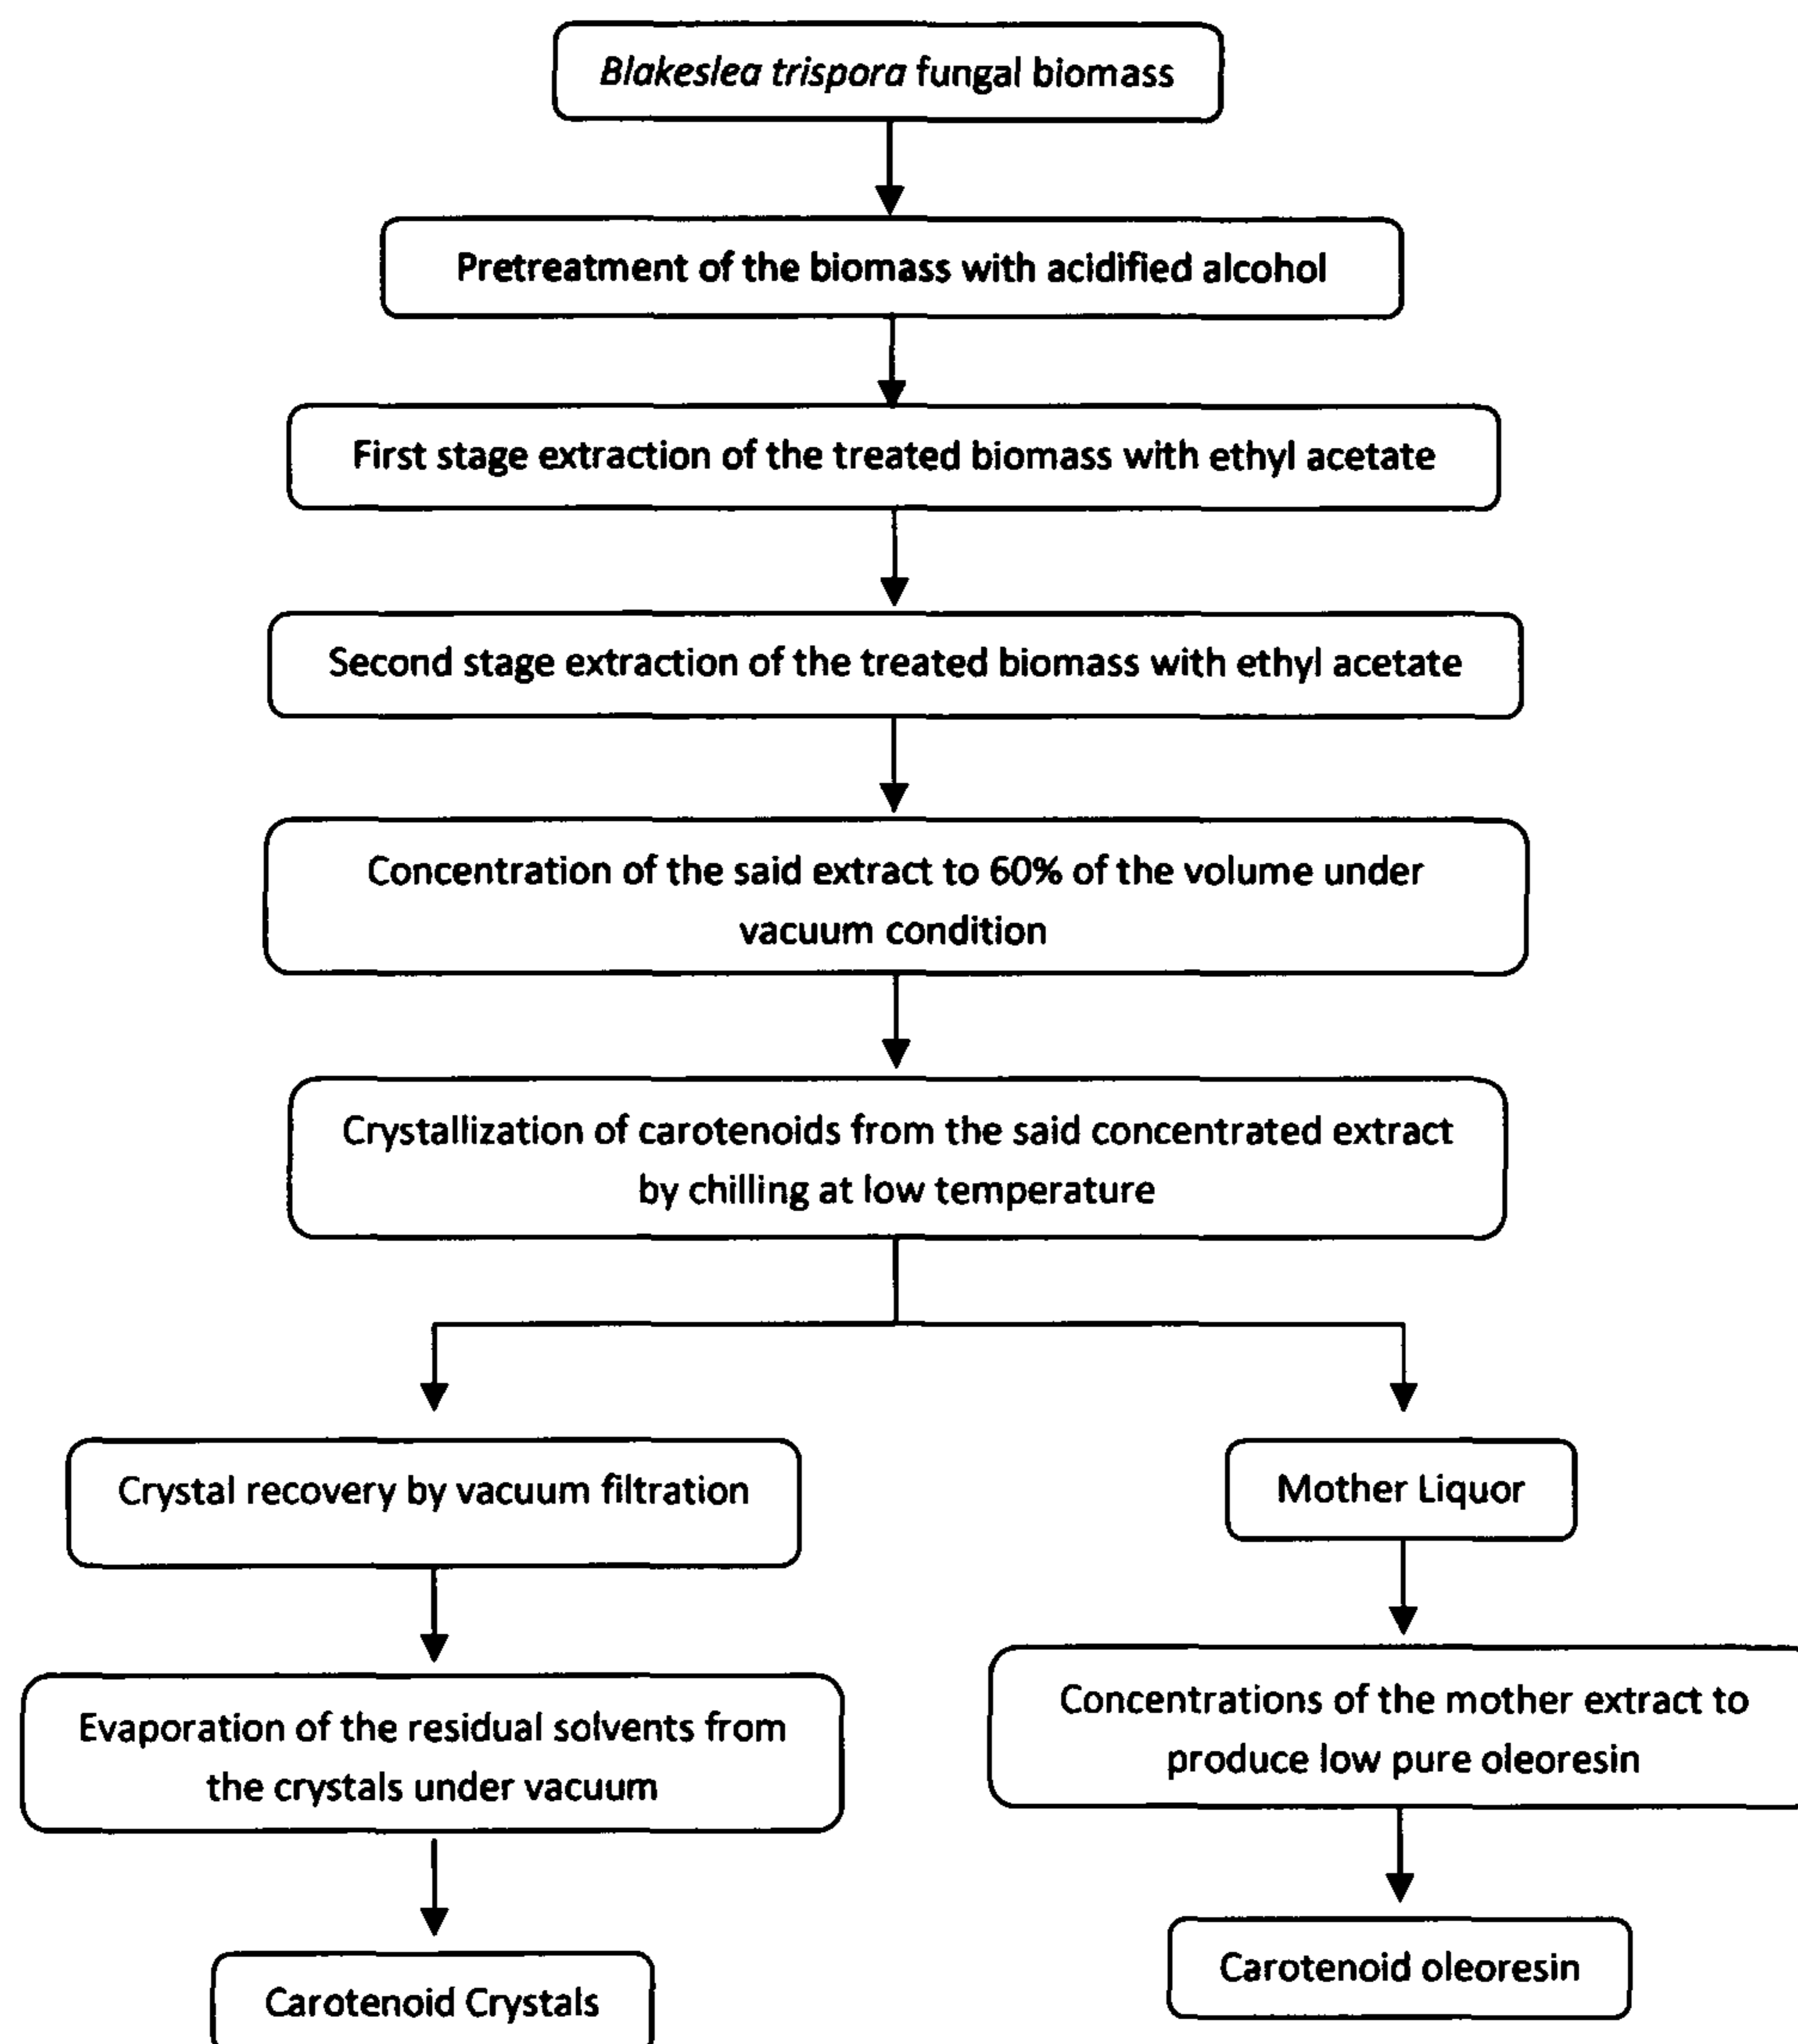 Blakeslea trispora fungal biomass
Pretreatment of the biomass with acidified alcohol
First stage extraction of the treated biomass with ethyl acetate
Second stage extraction of the treated biomass with ethyl acetate
Concentration of the said extract to 60% of the volume under
vacuum condition
Crystallization of carotenoids from the said concentrated extract
by chilling at low temperature
Crystal recovery by vacuum filtration
Evaporation of the residual solvents from
the crystals under vacuum
Carotenoid Crystals
Mother Liquor
Concentrations of the mother extract to
produce low pure oleoresin
Carotenoid oleoresin